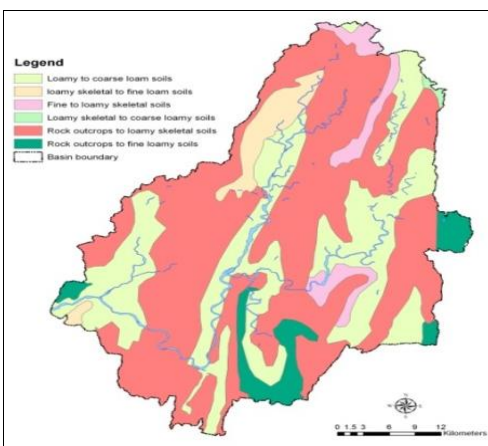 Legend
Loamy to coarse loam soils
loamy skeletal to fine loam soils
Fine to loamy skeletal soils
Loamy skeletal to coarse loamy soils
Rock outcrops to loamy skeletal soils
Rock outcrops to fine loamy soils
Basin boundary
0 1.5 3 6 9 12
Kilometers